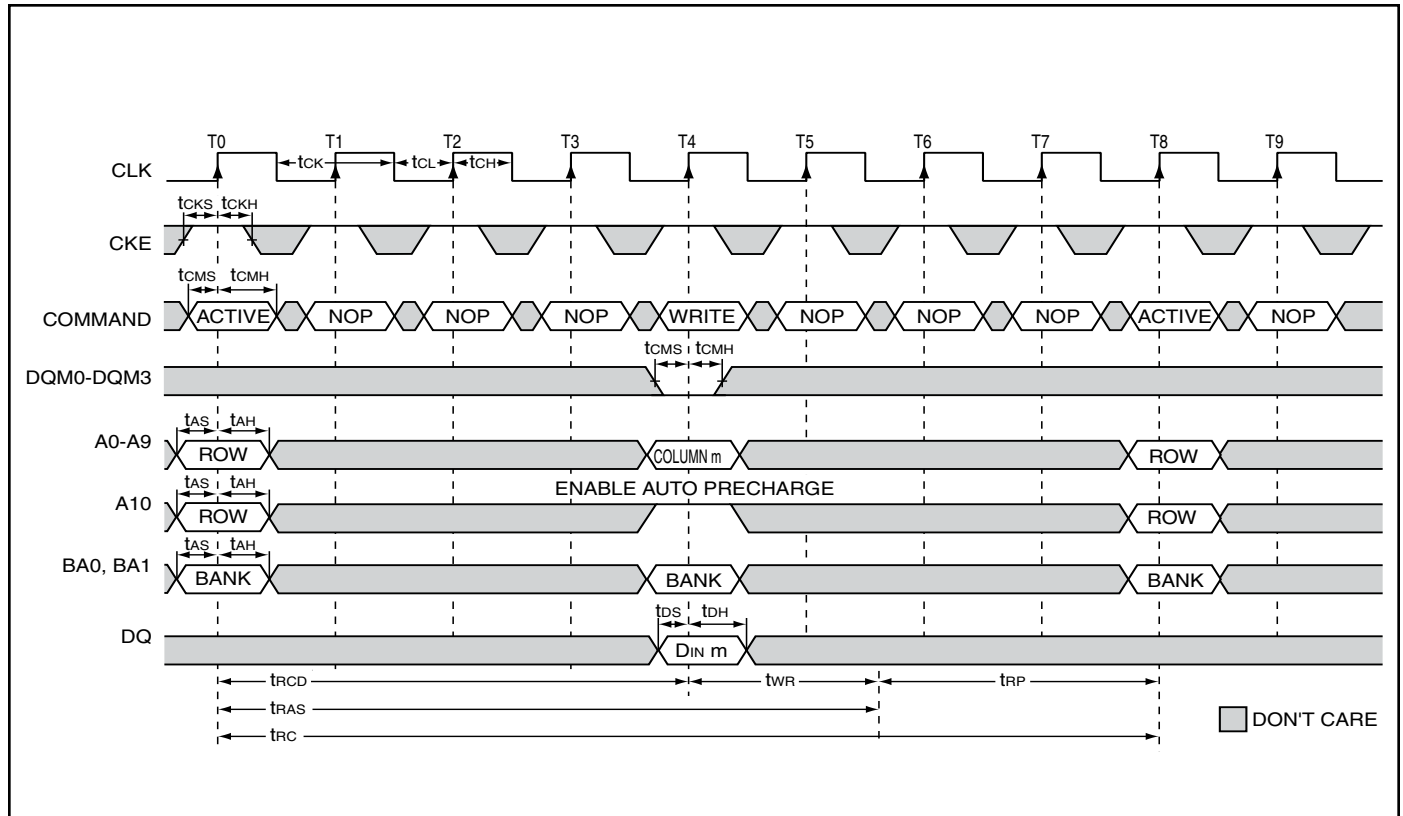 T0 T1 T2 T3 T4 T5 T6 T7 T8 T9
CLK tCK tCL tCH
tCKS tCKH
CKE
tCMS tCMH
COMMAND ACTIVE NOP NOP NOP WRITE NOP NOP NOP ACTIVE NOP
tCMS tCMH
DQM0-DQM3
tAS tAH
A0-A9 ROW COLUMN m ROW
tAS tAH ENABLE AUTO PRECHARGE
A10 ROW ROW
tAS tAH
BA0, BA1 BANK BANK BANK
tDS tDH
DQ DIN m
tRCD tWR tRP
tRAS
DON'T CARE
tRC